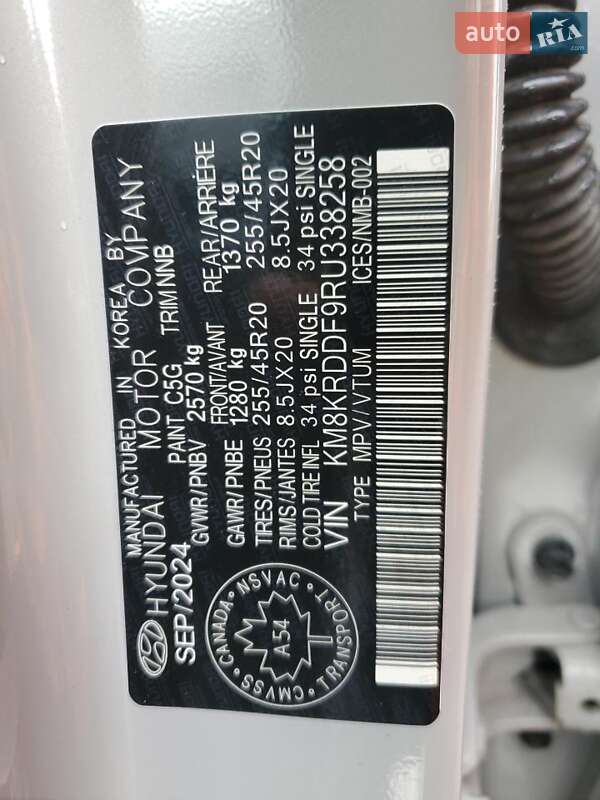 auto RIA .com
MANUFACTURED IN KOREA BY
HYUNDAI MOTOR COMPANY
SEP/2024 PAINT C5G TRIM NNB
GVWR/PNBV 2570 kg
FRONT/AVANT REAR/ARRIÈRE
GAWR/PNBE 1280 kg 1370 kg
TIRES/PNEUS 255/45R20 255/45R20
RIMS/JANTES 8.5JX20 8.5JX20
COLD TIRE INFL 34 psi SINGLE 34 psi SINGLE
VIN KM8KRDDF9RU338258
TYPE MPV/VTUM ICES/NMB-002
CANADA · NSVAC · TRANSPORT · CMVSS
A54